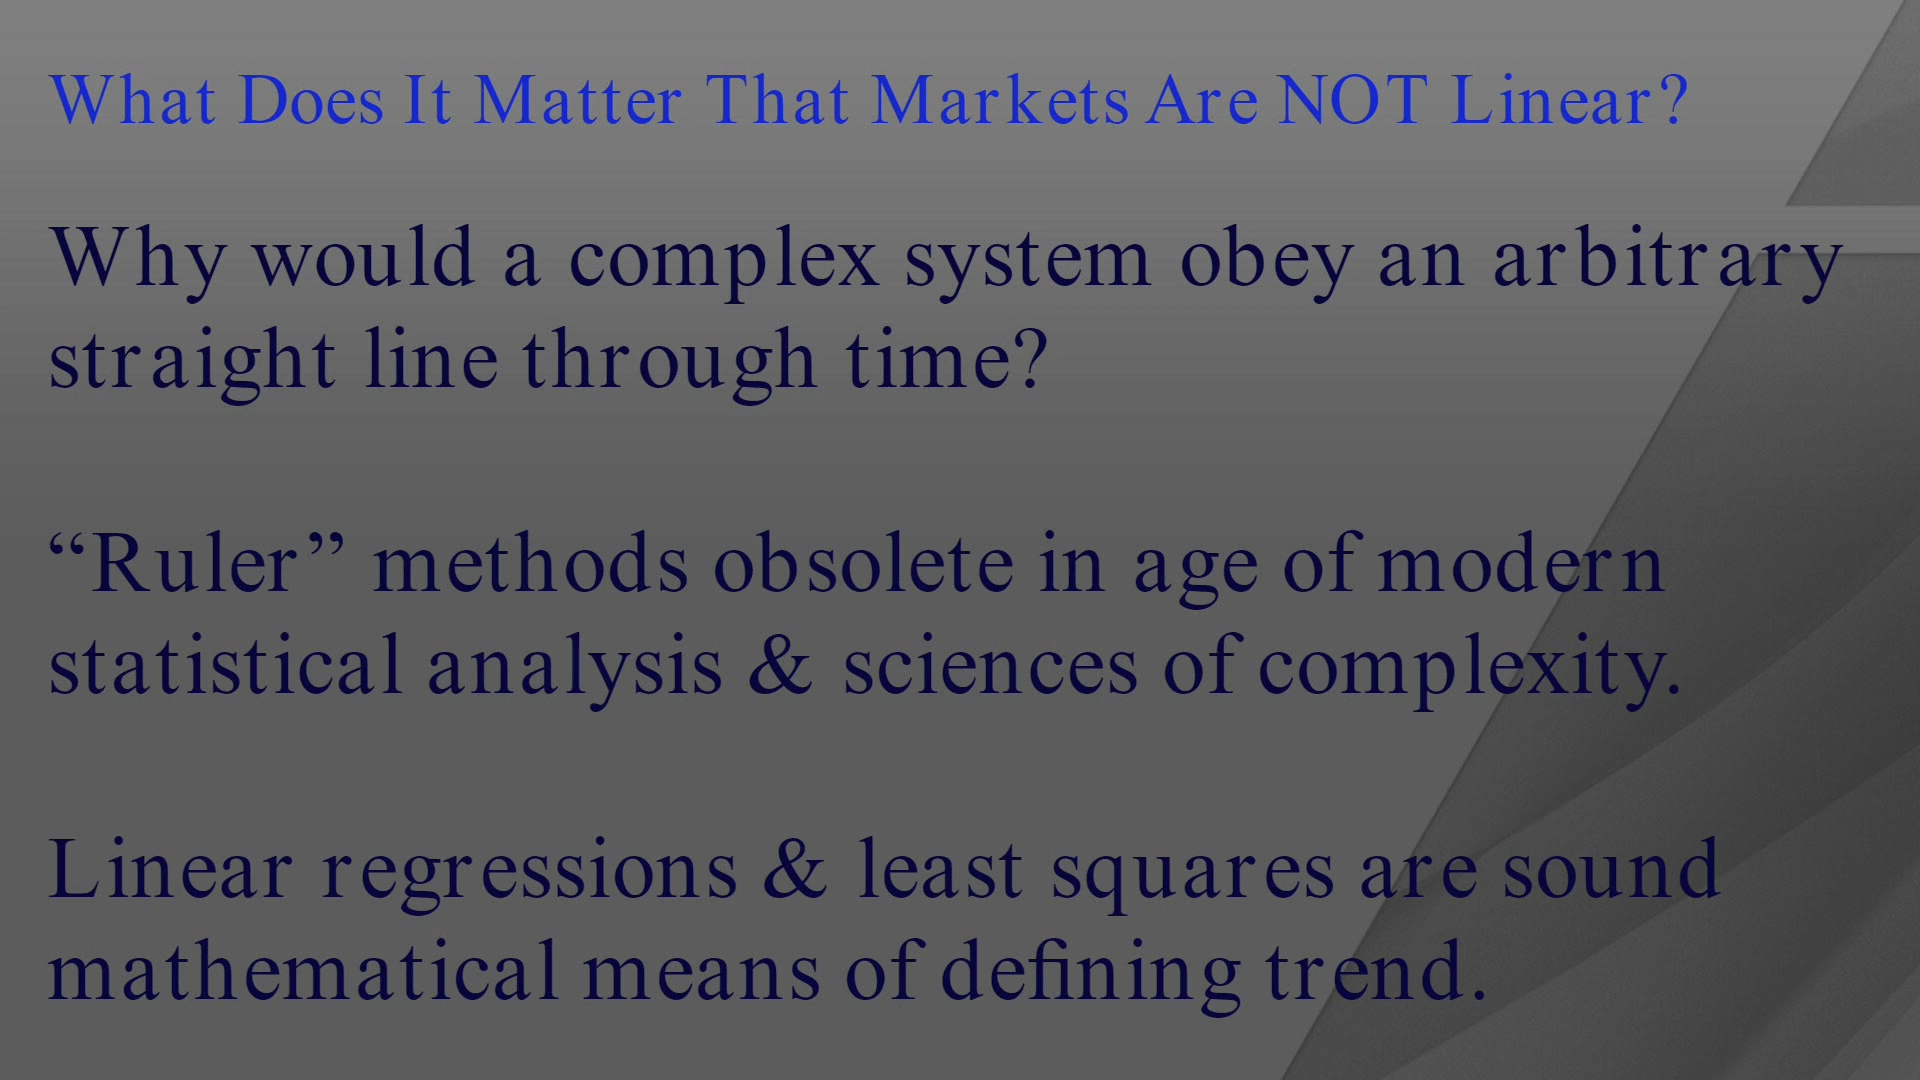 What Does It Matter That Markets Are NOT Linear?
Why would a complex system obey an arbitrary
straight line through time?
“Ruler” methods obsolete in age of modern
statistical analysis & sciences of complexity.
Linear regressions & least squares are sound
mathematical means of defining trend.